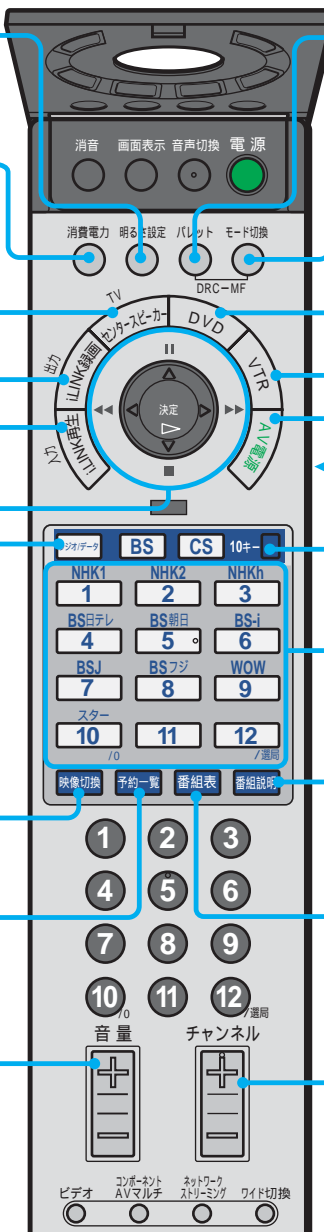 消音 画面表示 音声切換 電源
消費電力 明るさ設定 パレット モード切換
DRC-MF
TV
センタースピーカー
DVD
出力
iLINK録画
VTR
入力
iLINK再生
AV電源
決定
ラジオ/データ BS CS 10キー
NHK1 NHK2 NHKh
1 2 3
BS日テレ BS朝日 BS-i
4 5 6
BSJ BSフジ WOW
7 8 9
スター
10 11 12
/0 /選局
映像切換 予約一覧 番組表 番組説明
1 2 3
4 5 6
7 8 9
10 11 12
/0 /選局
音量 チャンネル
ビデオ コンポーネント ネットワーク ワイド切換
AVマルチ ストリーミング